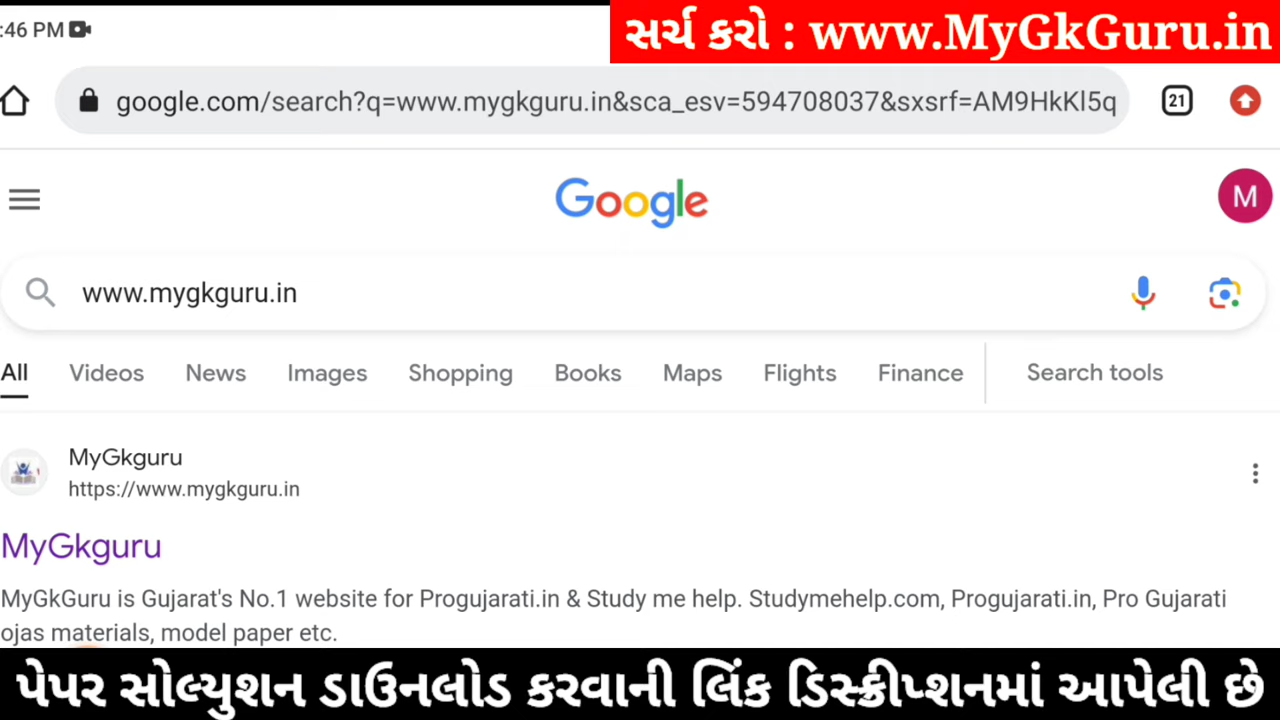 :46 PM
સર્ચ કરો : www.MyGkGuru.in
google.com/search?q=www.mygkguru.in&sca_esv=594708037&sxsrf=AM9HkKl5q
21
Google
M
www.mygkguru.in
All Videos News Images Shopping Books Maps Flights Finance Search tools
MyGkguru
https://www.mygkguru.in
MyGkguru
MyGkGuru is Gujarat's No.1 website for Progujarati.in & Study me help. Studymehelp.com, Progujarati.in, Pro Gujarati
ojas materials, model paper etc.
પેપર સોલ્યુશન ડાઉનલોડ કરવાની લિંક ડિસ્ક્રીપ્શનમાં આપેલી છે